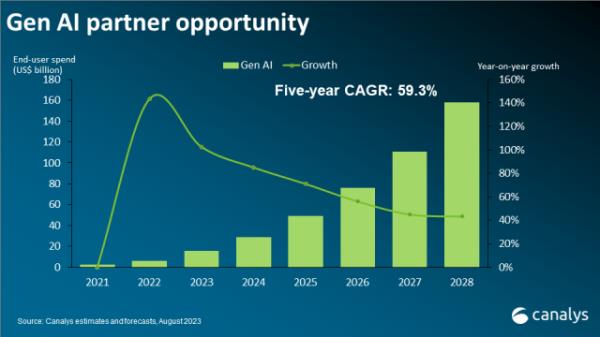 Gen AI partner opportunity
End-user spend
(US$ billion)
Gen AI
Growth
Year-on-year growth
Five-year CAGR: 59.3%
180
160
140
120
100
80
60
40
20
0
160%
140%
120%
100%
80%
60%
40%
20%
0%
2021 2022 2023 2024 2025 2026 2027 2028
Source: Canalys estimates and forecasts, August 2023
canalys